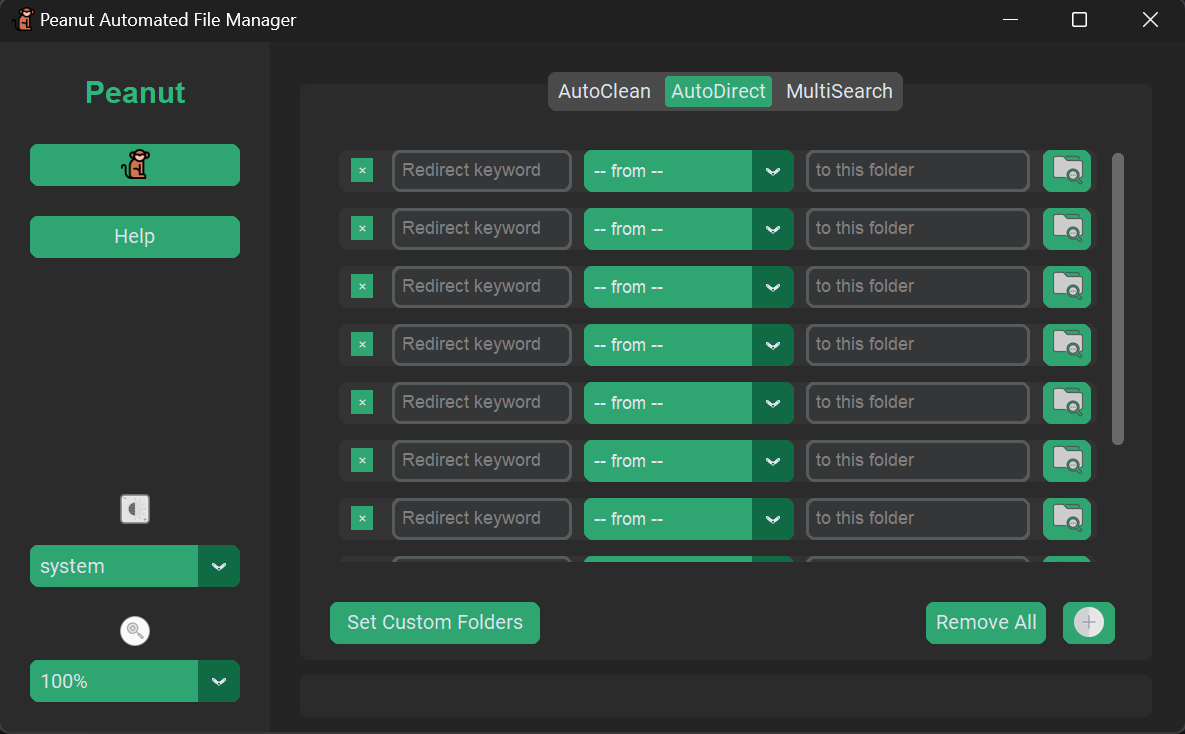 Peanut Automated File Manager
Peanut
Help
system
100%
AutoClean AutoDirect MultiSearch
× Redirect keyword -- from -- to this folder
× Redirect keyword -- from -- to this folder
× Redirect keyword -- from -- to this folder
× Redirect keyword -- from -- to this folder
× Redirect keyword -- from -- to this folder
× Redirect keyword -- from -- to this folder
× Redirect keyword -- from -- to this folder
Set Custom Folders Remove All